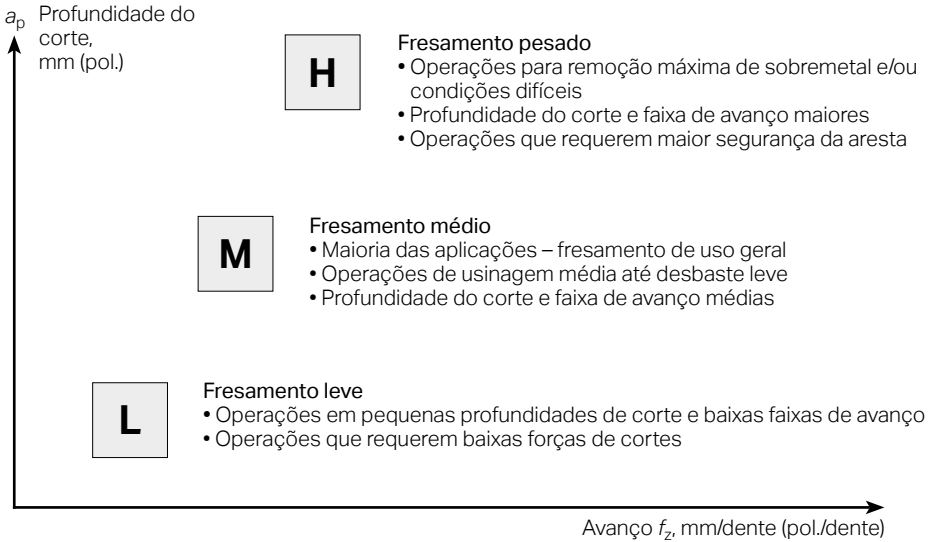 ap Profundidade do
corte,
mm (pol.)
H
Fresamento pesado
• Operações para remoção máxima de sobremetal e/ou
condições difíceis
• Profundidade do corte e faixa de avanço maiores
• Operações que requerem maior segurança da aresta
M
Fresamento médio
• Maioria das aplicações – fresamento de uso geral
• Operações de usinagem média até desbaste leve
• Profundidade do corte e faixa de avanço médias
L
Fresamento leve
• Operações em pequenas profundidades de corte e baixas faixas de avanço
• Operações que requerem baixas forças de cortes
Avanço fz, mm/dente (pol./dente)